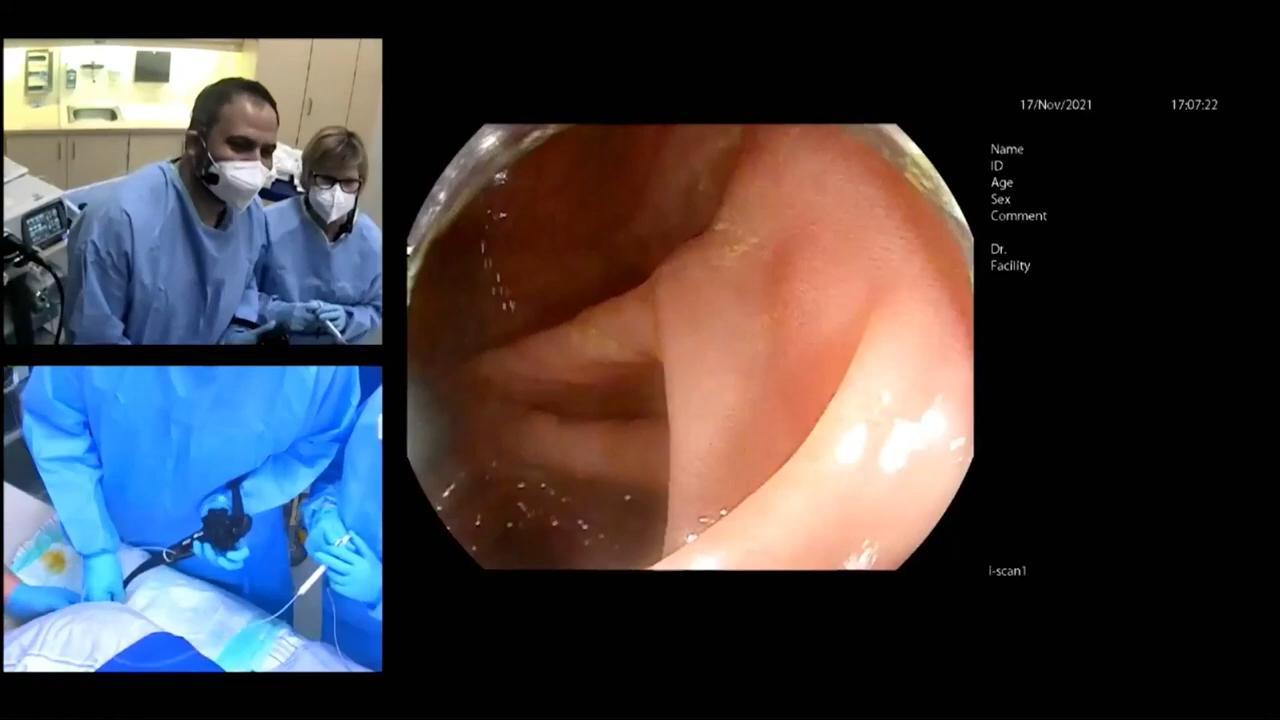 17/Nov/2021 17:07:22
Name
ID
Age
Sex
Comment
Dr.
Facility
i-scan1